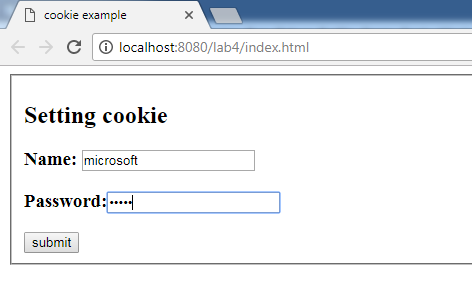 cookie example
localhost:8080/lab4/index.html
Setting cookie
Name: microsoft
Password:•••••
submit